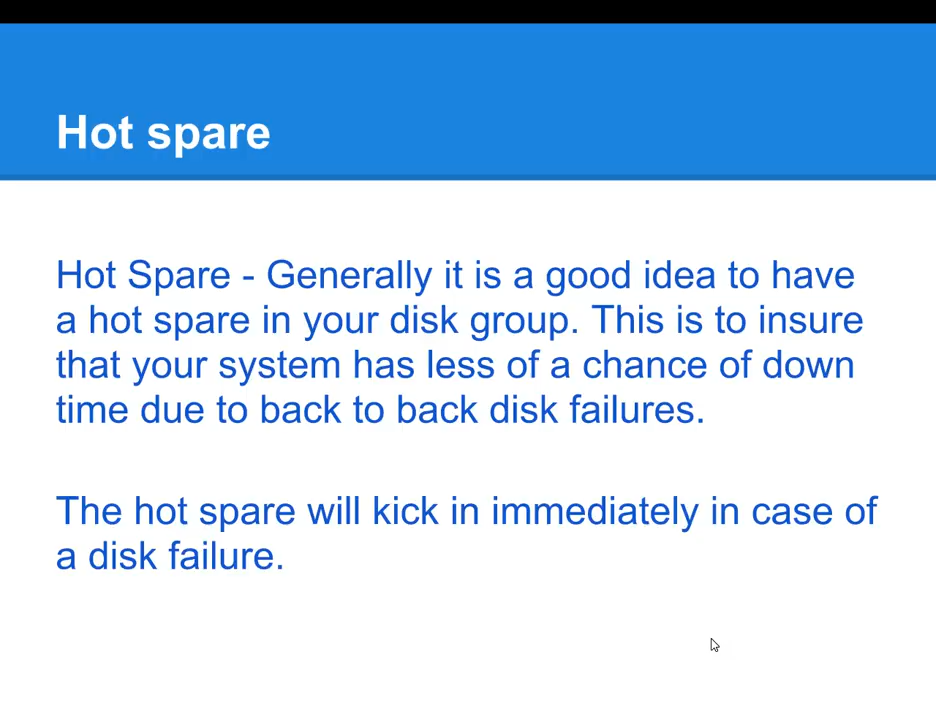 Hot spare
Hot Spare - Generally it is a good idea to have
a hot spare in your disk group. This is to insure
that your system has less of a chance of down
time due to back to back disk failures.
The hot spare will kick in immediately in case of
a disk failure.